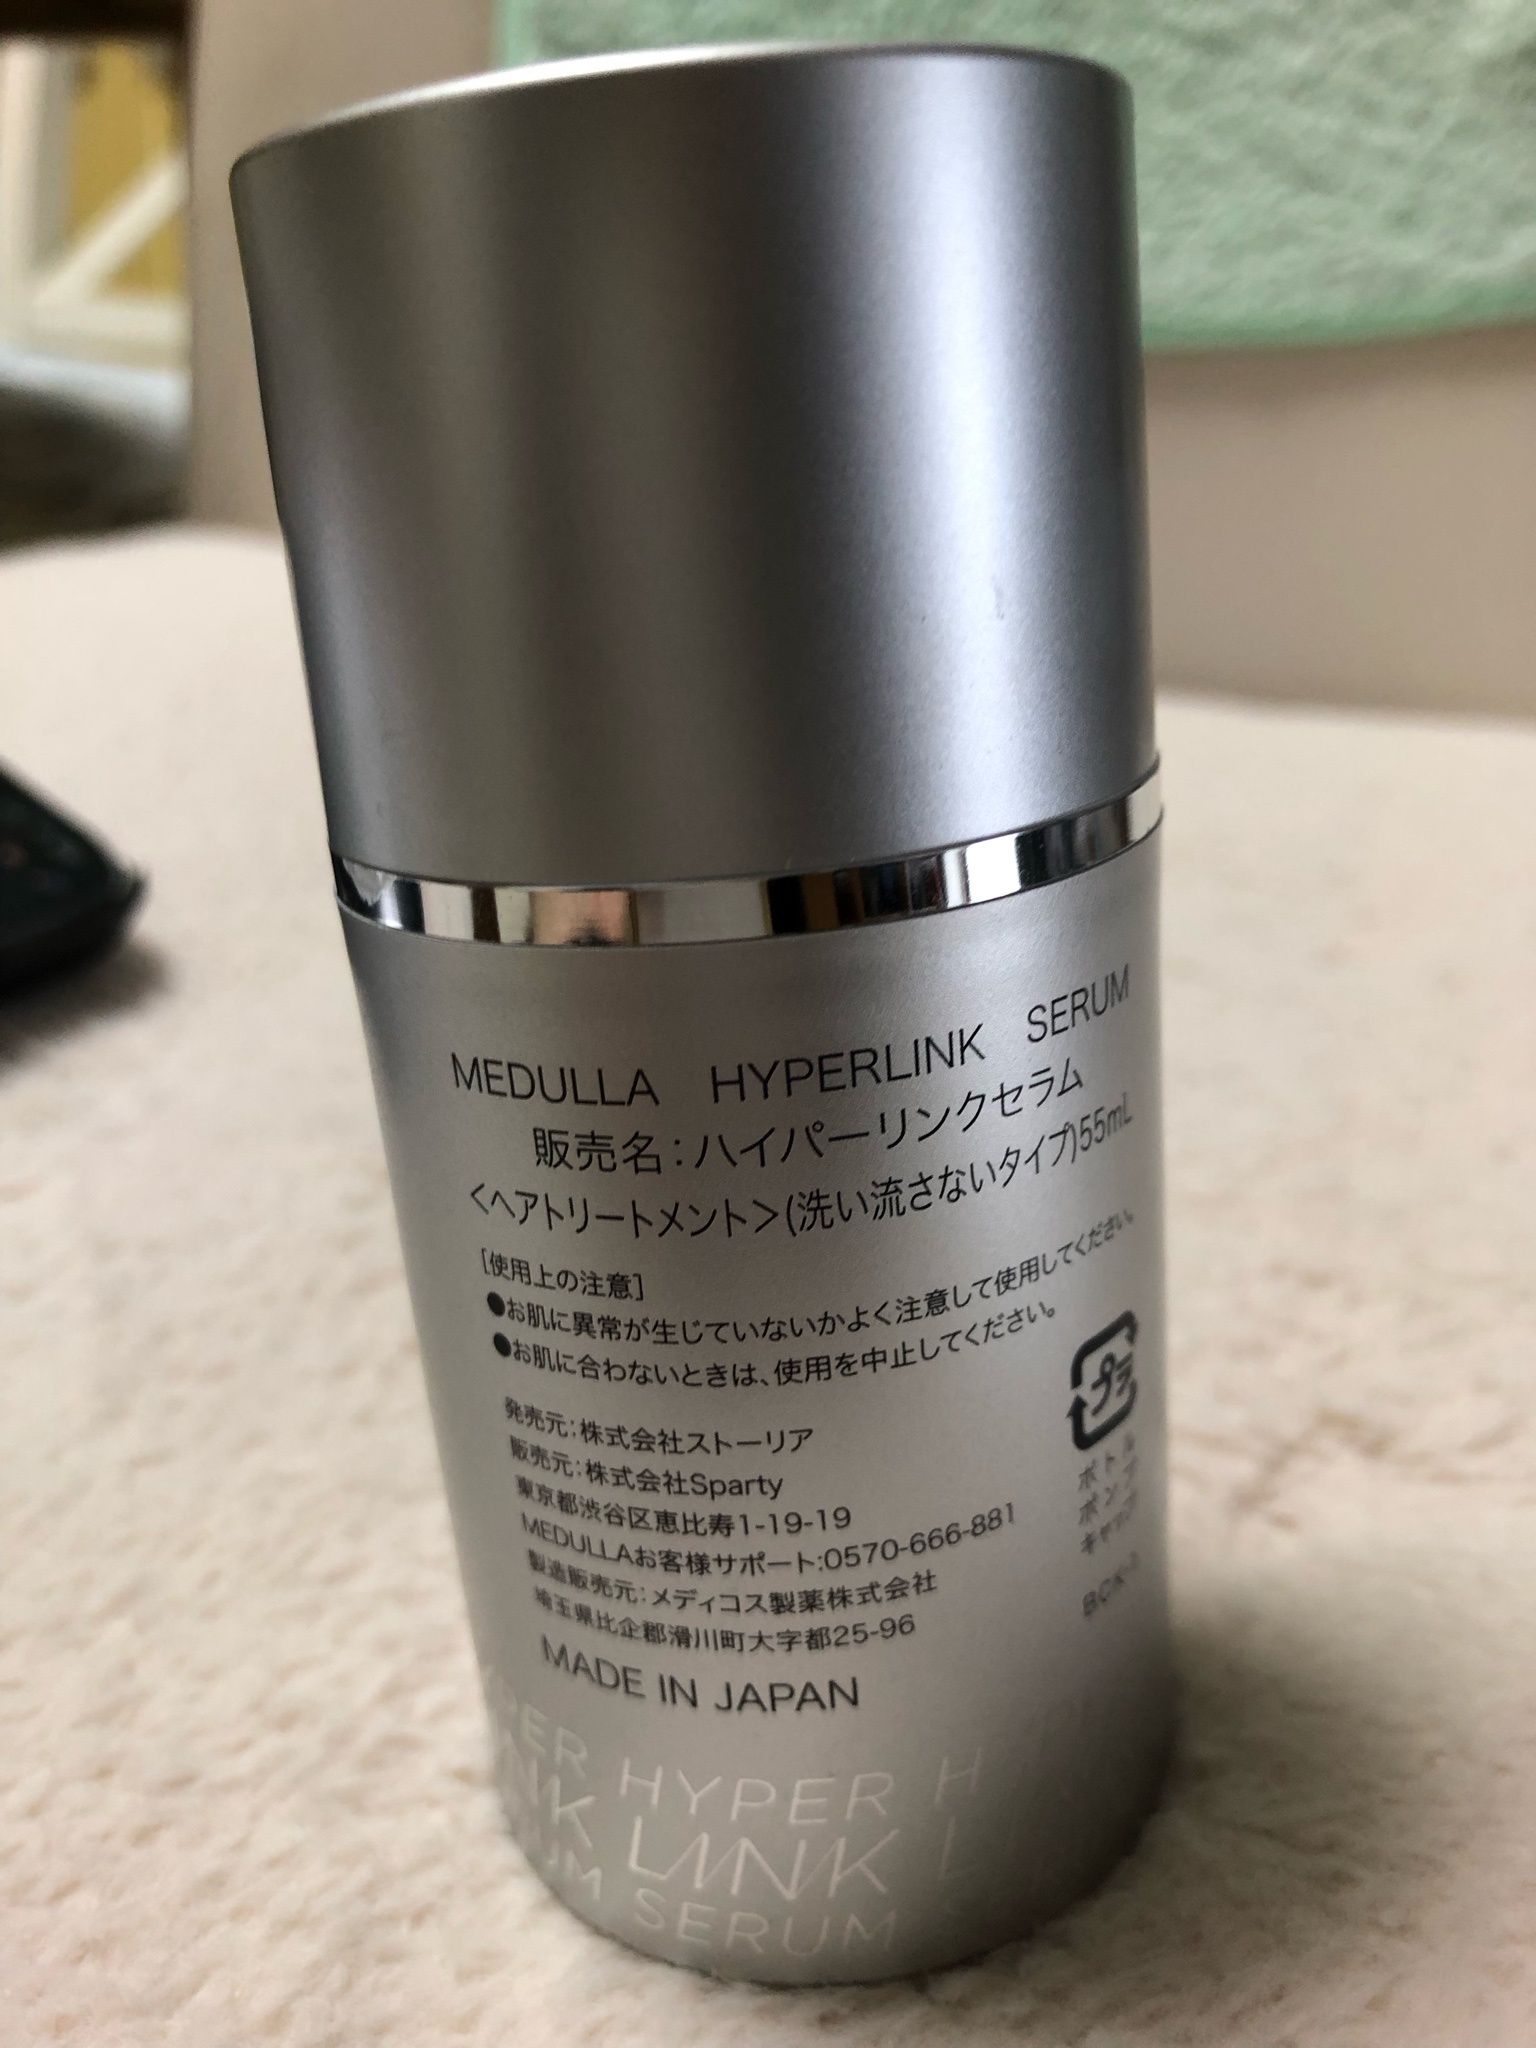 MEDULLA HYPERLINK SERUM
販売名：ハイパーリンクセラム
<ヘアトリートメント>(洗い流さないタイプ)55mL
[使用上の注意]
●お肌に異常が生じていないかよく注意して使用してください。
●お肌に合わないときは、使用を中止してください。
発売元：株式会社ストーリア
販売元：株式会社Sparty
東京都渋谷区恵比寿1-19-19
MEDULLAお客様サポート:0570-666-881
製造販売元：メディコス製薬株式会社
埼玉県比企郡滑川町大字都25-96
MADE IN JAPAN
プラ
ボトル
ポンプ
キャップ
PER HYPER H
NK LINK LI
UM SERUM S